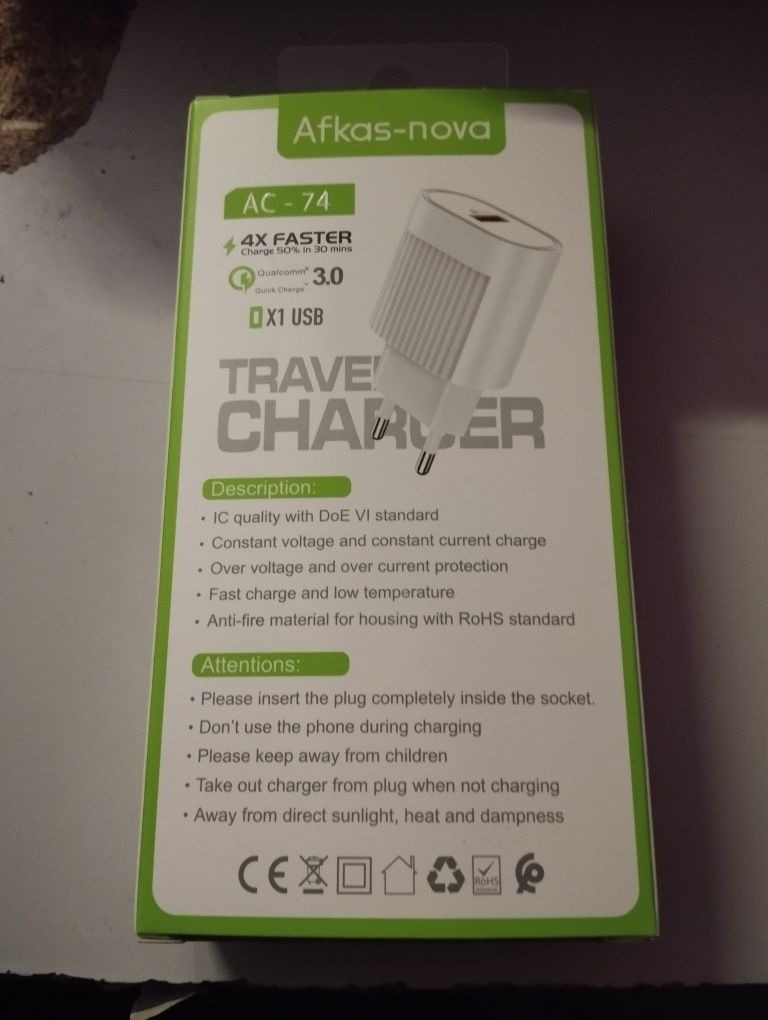 Afkas-nova
AC - 74
4X FASTER
Charge 50% in 30 mins
Qualcomm®
Quick Charge™ 3.0
X1 USB
TRAVEL
CHARGER
Description:
• IC quality with DoE VI standard
• Constant voltage and constant current charge
• Over voltage and over current protection
• Fast charge and low temperature
• Anti-fire material for housing with RoHS standard
Attentions:
• Please insert the plug completely inside the socket.
• Don't use the phone during charging
• Please keep away from children
• Take out charger from plug when not charging
• Away from direct sunlight, heat and dampness
CE
RoHS